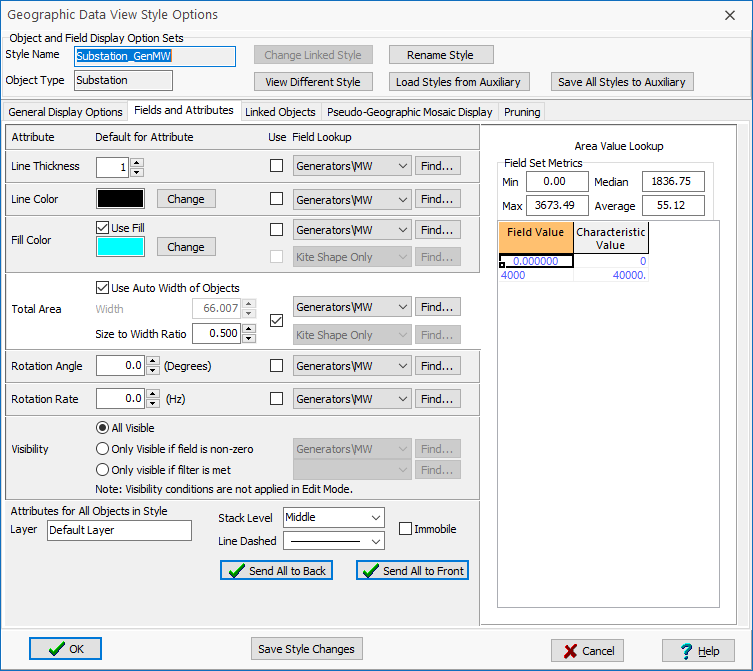 Geographic Data View Style Options
Object and Field Display Option Sets
Style Name Substation_GenMW Change Linked Style Rename Style
Object Type Substation View Different Style Load Styles from Auxiliary Save All Styles to Auxiliary
General Display Options Fields and Attributes Linked Objects Pseudo-Geographic Mosaic Display Pruning
Attribute Default for Attribute Use Field Lookup
Line Thickness 1 Generators\MW Find...
Line Color Change Generators\MW Find...
Use Fill Generators\MW Find...
Fill Color Change Kite Shape Only Find...
Use Auto Width of Objects
Width 66.007 Generators\MW Find...
Total Area
Size to Width Ratio 0.500 Kite Shape Only Find...
Rotation Angle 0.0 (Degrees) Generators\MW Find...
Rotation Rate 0.0 (Hz) Generators\MW Find...
All Visible
Visibility Only Visible if field is non-zero Generators\MW Find...
Only visible if filter is met Find...
Note: Visibility conditions are not applied in Edit Mode.
Attributes for All Objects in Style
Layer Default Layer
Stack Level Middle
Line Dashed
Immobile
Send All to Back Send All to Front
Area Value Lookup
Field Set Metrics
Min 0.00 Median 1836.75
Max 3673.49 Average 55.12
Field Value Characteristic Value
0.000000 0
4000 40000.
OK Save Style Changes Cancel Help